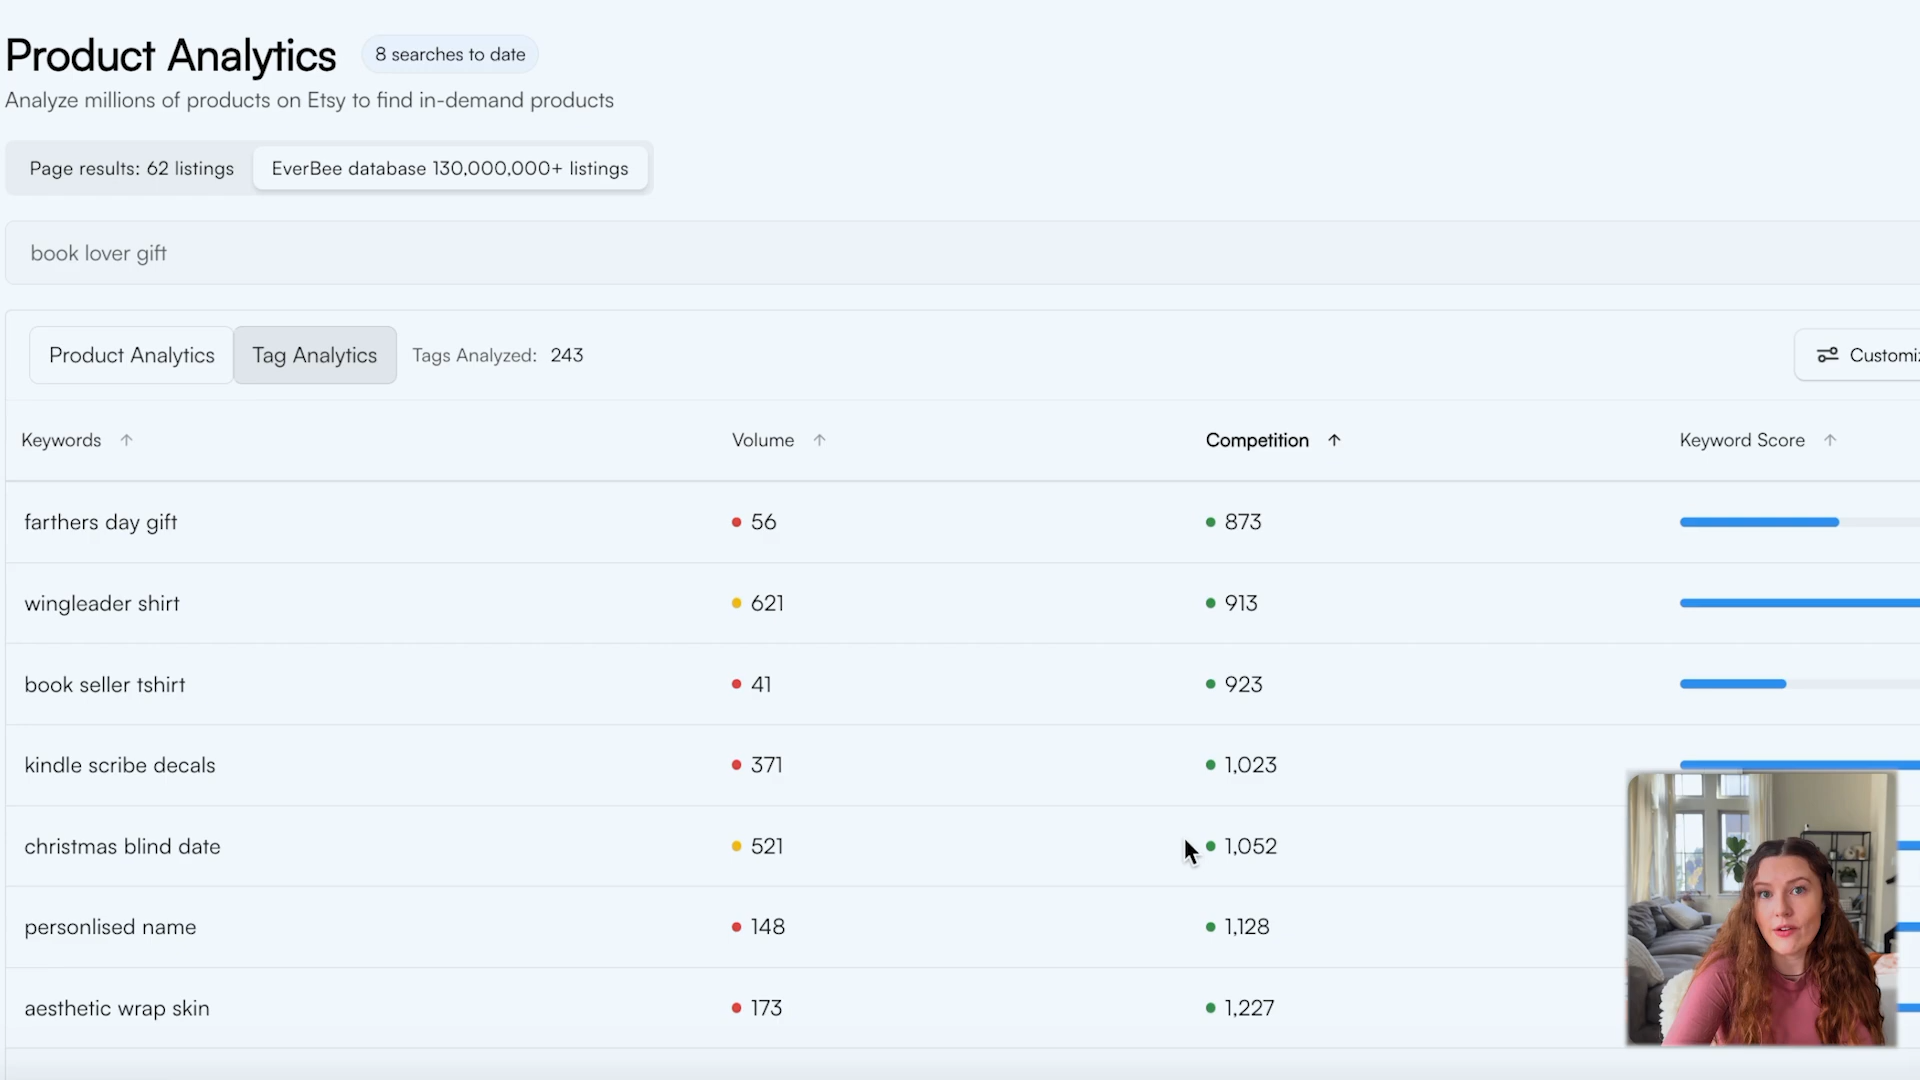 Product Analytics
8 searches to date
Analyze millions of products on Etsy to find in-demand products
Page results: 62 listings
EverBee database 130,000,000+ listings
book lover gift
Product Analytics
Tag Analytics
Tags Analyzed: 243
Customiz
Keywords ↑ Volume ↑ Competition ↑ Keyword Score ↑
farthers day gift 56 873
wingleader shirt 621 913
book seller tshirt 41 923
kindle scribe decals 371 1,023
christmas blind date 521 1,052
personlised name 148 1,128
aesthetic wrap skin 173 1,227